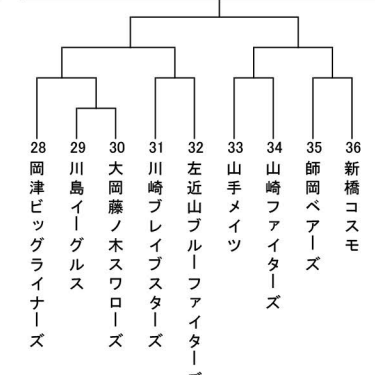 28 岡津ビッグライナーズ
29 川島イーグルス
30 大岡藤ノ木スワローズ
31 川崎ブレイブスターズ
32 左近山ブルーファイターズ
33 山手メイツ
34 山崎ファイターズ
35 師岡ベアーズ
36 新橋コスモ